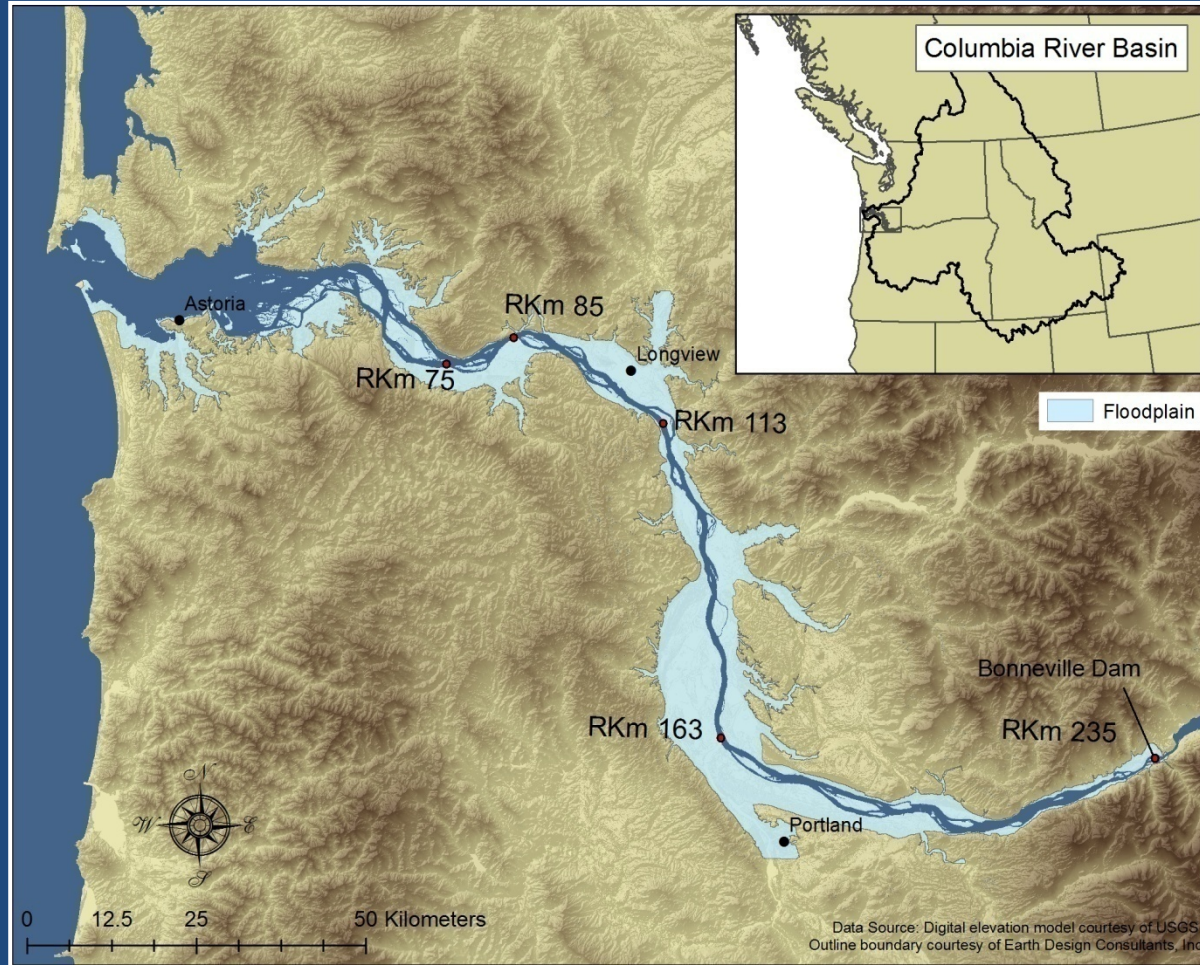 Columbia River Basin
Floodplain
Astoria
RKm 85
Longview
RKm 75
RKm 113
Bonneville Dam
RKm 163
RKm 235
Portland
N
W E
S
0 12.5 25 50 Kilometers
Data Source: Digital elevation model courtesy of USGS
Outline boundary courtesy of Earth Design Consultants, Inc